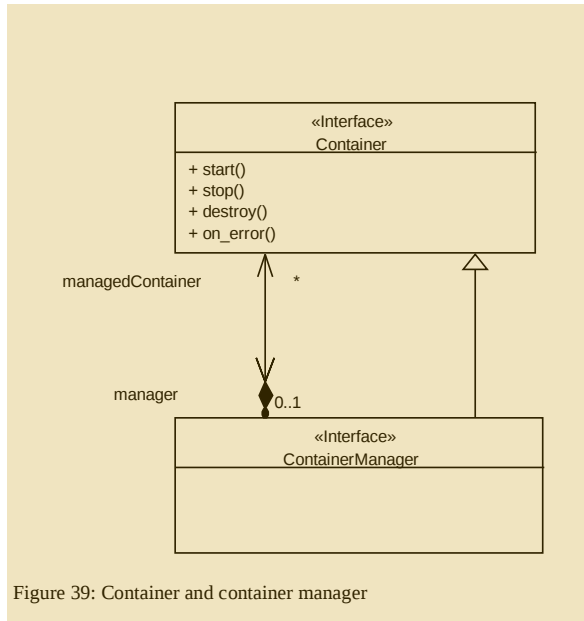 «Interface»
Container
+ start()
+ stop()
+ destroy()
+ on_error()
managedContainer *
manager
0..1
«Interface»
ContainerManager
Figure 39: Container and container manager